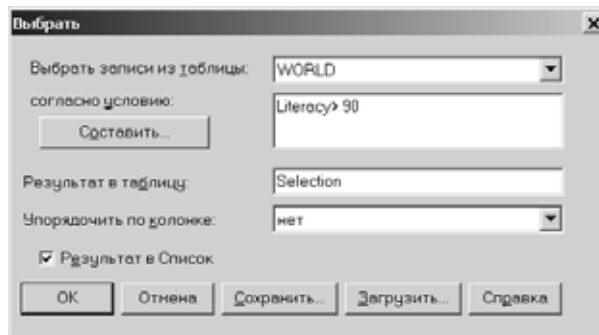 Выбрать
Выбрать записи из таблицы:
WORLD
согласно условию:
Literacy> 90
Составить...
Результат в таблицу:
Selection
Упорядочить по колонке:
нет
Результат в Список
ОК
Отмена
Сохранить...
Загрузить...
Справка